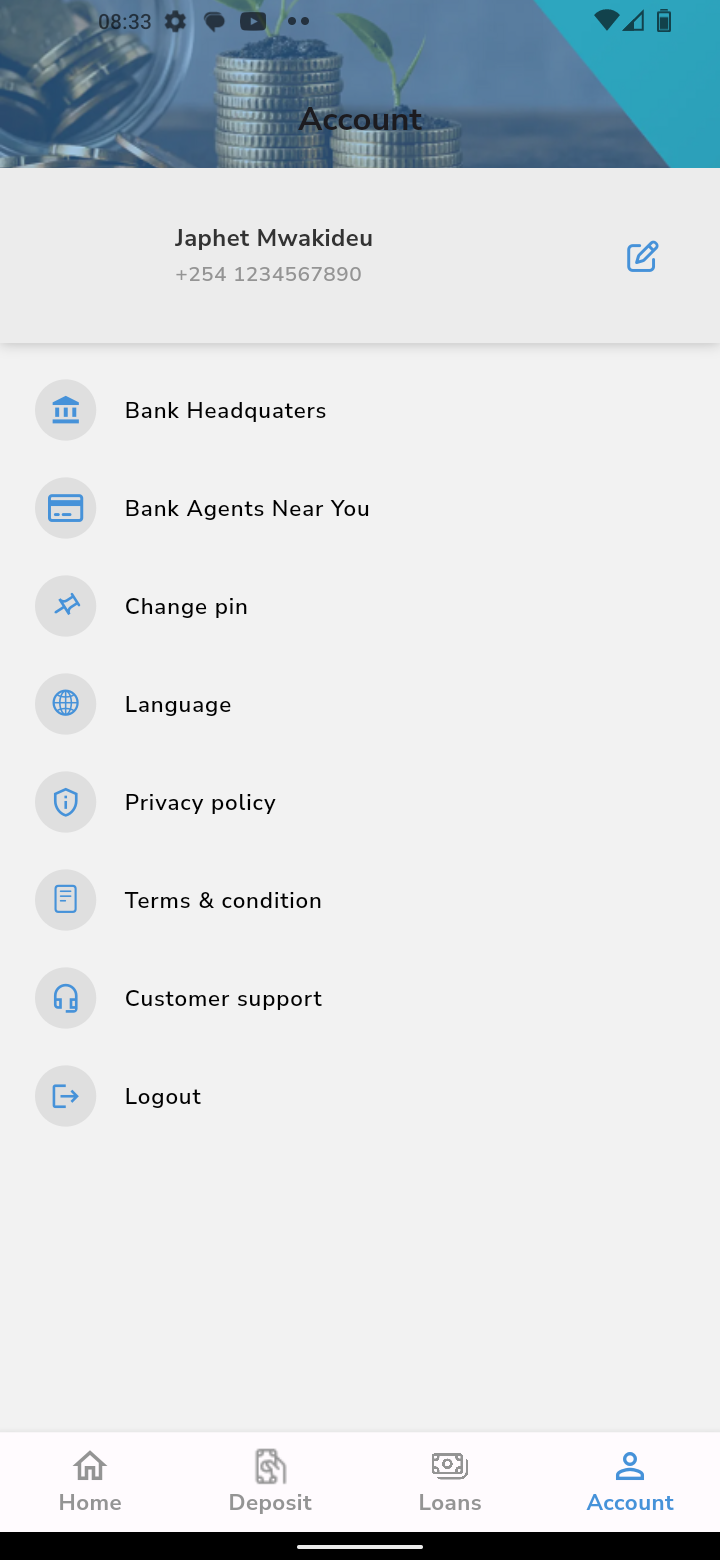 08:33
Account
Japhet Mwakideu
+254 1234567890
Bank Headquaters
Bank Agents Near You
Change pin
Language
Privacy policy
Terms & condition
Customer support
Logout
Home
Deposit
Loans
Account